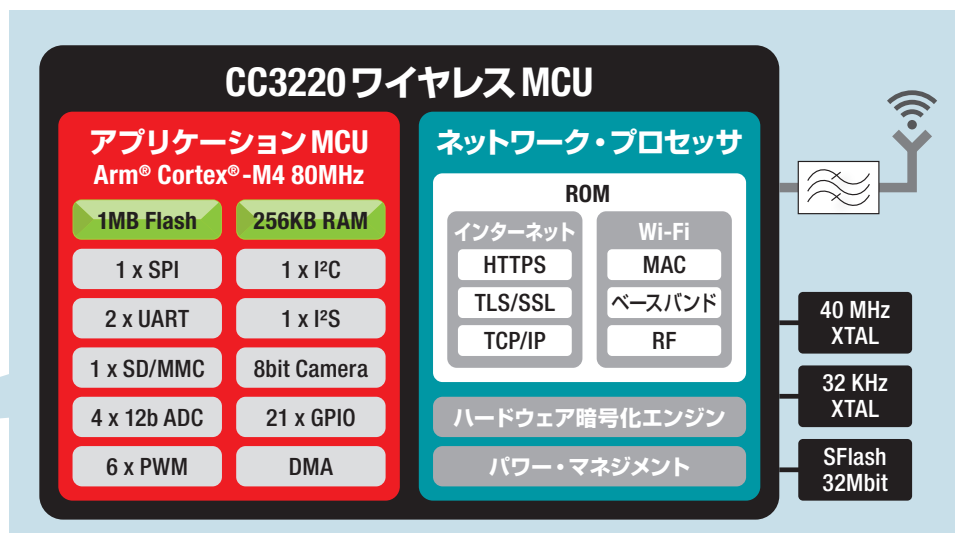 CC3220ワイヤレスMCU
アプリケーションMCU
Arm® Cortex®-M4 80MHz
1MB Flash
256KB RAM
1 x SPI
1 x I²C
2 x UART
1 x I²S
1 x SD/MMC
8bit Camera
4 x 12b ADC
21 x GPIO
6 x PWM
DMA
ネットワーク・プロセッサ
ROM
インターネット
HTTPS
TLS/SSL
TCP/IP
Wi-Fi
MAC
ベースバンド
RF
ハードウェア暗号化エンジン
パワー・マネジメント
40 MHz
XTAL
32 KHz
XTAL
SFlash
32Mbit